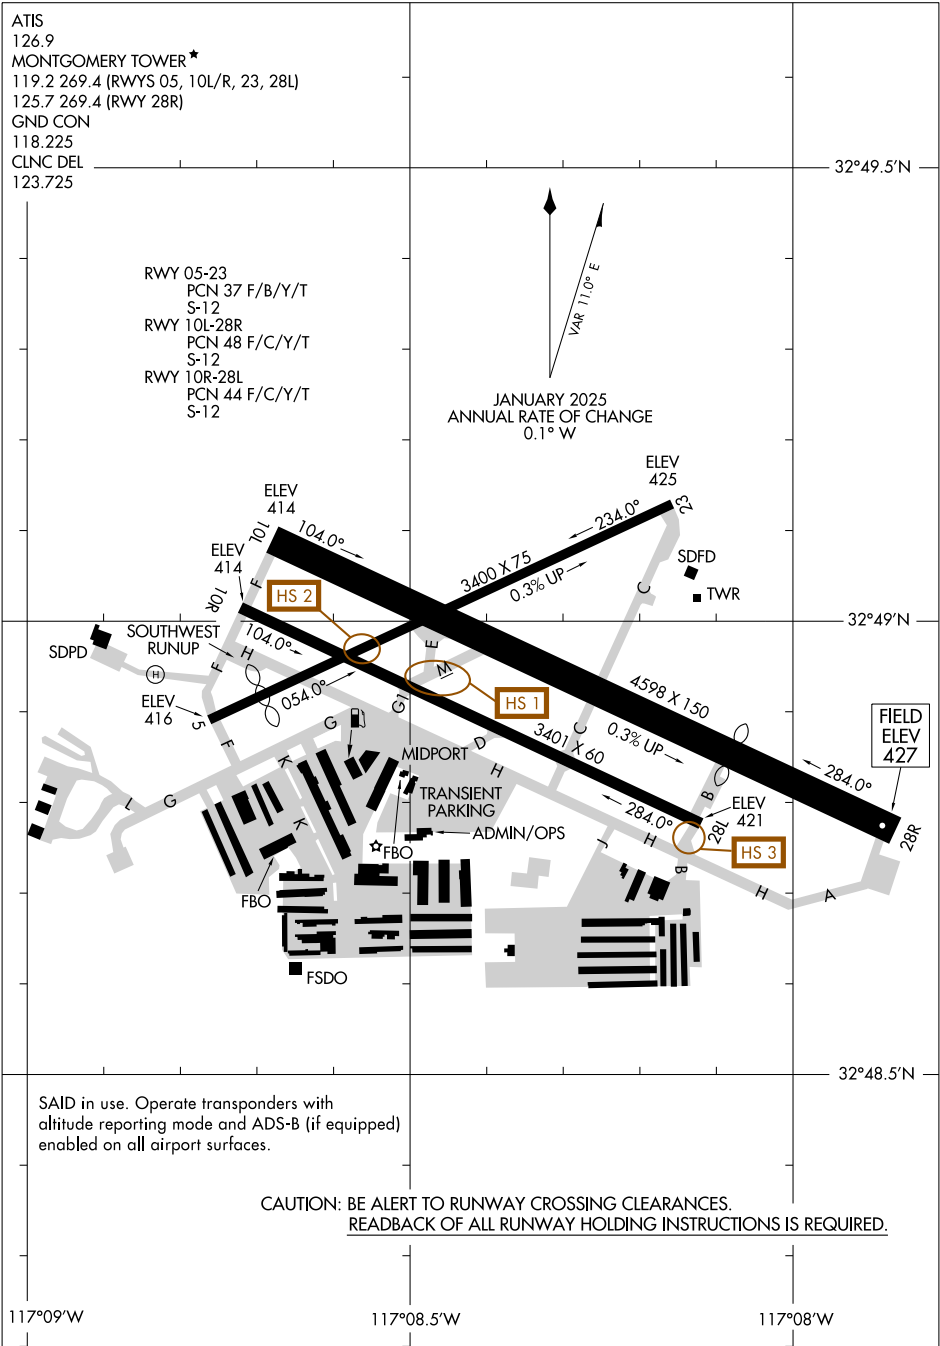 ATIS
126.9
MONTGOMERY TOWER★
119.2 269.4 (RWYS 05, 10L/R, 23, 28L)
125.7 269.4 (RWY 28R)
GND CON
118.225
CLNC DEL
123.725
32°49.5'N
VAR 11.0° E
RWY 05-23
PCN 37 F/B/Y/T
S-12
RWY 10L-28R
PCN 48 F/C/Y/T
S-12
RWY 10R-28L
PCN 44 F/C/Y/T
S-12
JANUARY 2025
ANNUAL RATE OF CHANGE
0.1° W
ELEV
425
23
234.0°
ELEV
414
10L
104.0°
3400 X 75
0.3% UP
ELEV
414
10R
F
SDFD
TWR
C
HS 2
32°49'N
SOUTHWEST
RUNUP
SDPD
H
104.0°
E
M
H
F
054.0°
ELEV
416
5
G1
HS 1
4598 X 150
0.3% UP
FIELD
ELEV
427
F
G
K
D
C
3401 X 60
MIDPORT
H
TRANSIENT
PARKING
284.0°
B
284.0°
L
G
K
ADMIN/OPS
FBO
FBO
ELEV
421
28L
28R
HS 3
J
H
B
H
A
FSDO
32°48.5'N
SAID in use. Operate transponders with
altitude reporting mode and ADS-B (if equipped)
enabled on all airport surfaces.
CAUTION: BE ALERT TO RUNWAY CROSSING CLEARANCES.
READBACK OF ALL RUNWAY HOLDING INSTRUCTIONS IS REQUIRED.
117°09'W
117°08.5'W
117°08'W